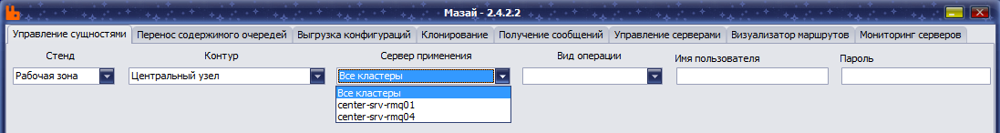 Мазай - 2.4.2.2
Управление сущностями Перенос содержимого очередей Выгрузка конфигураций Клонирование Получение сообщений Управление серверами Визуализатор маршрутов Мониторинг серверов
Стенд Контур Сервер применения Вид операции Имя пользователя Пароль
Рабочая зона Центральный узел Все кластеры
Все кластеры
center-srv-rmq01
center-srv-rmq04